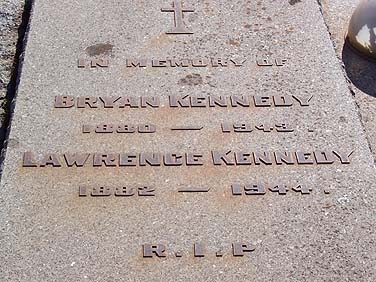 IN MEMORY OF
BRYAN KENNEDY
1880 — 1943.
LAWRENCE KENNEDY
1882 — 1944.
R.I.P